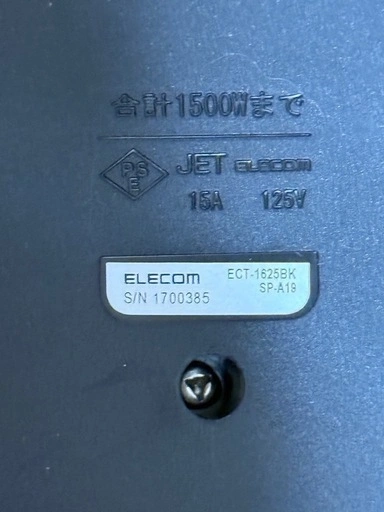 合計1500Wまで
PS
E
JET ELECOM
15A 125V
ELECOM ECT-1625BK
S/N 1700385 SP-A19